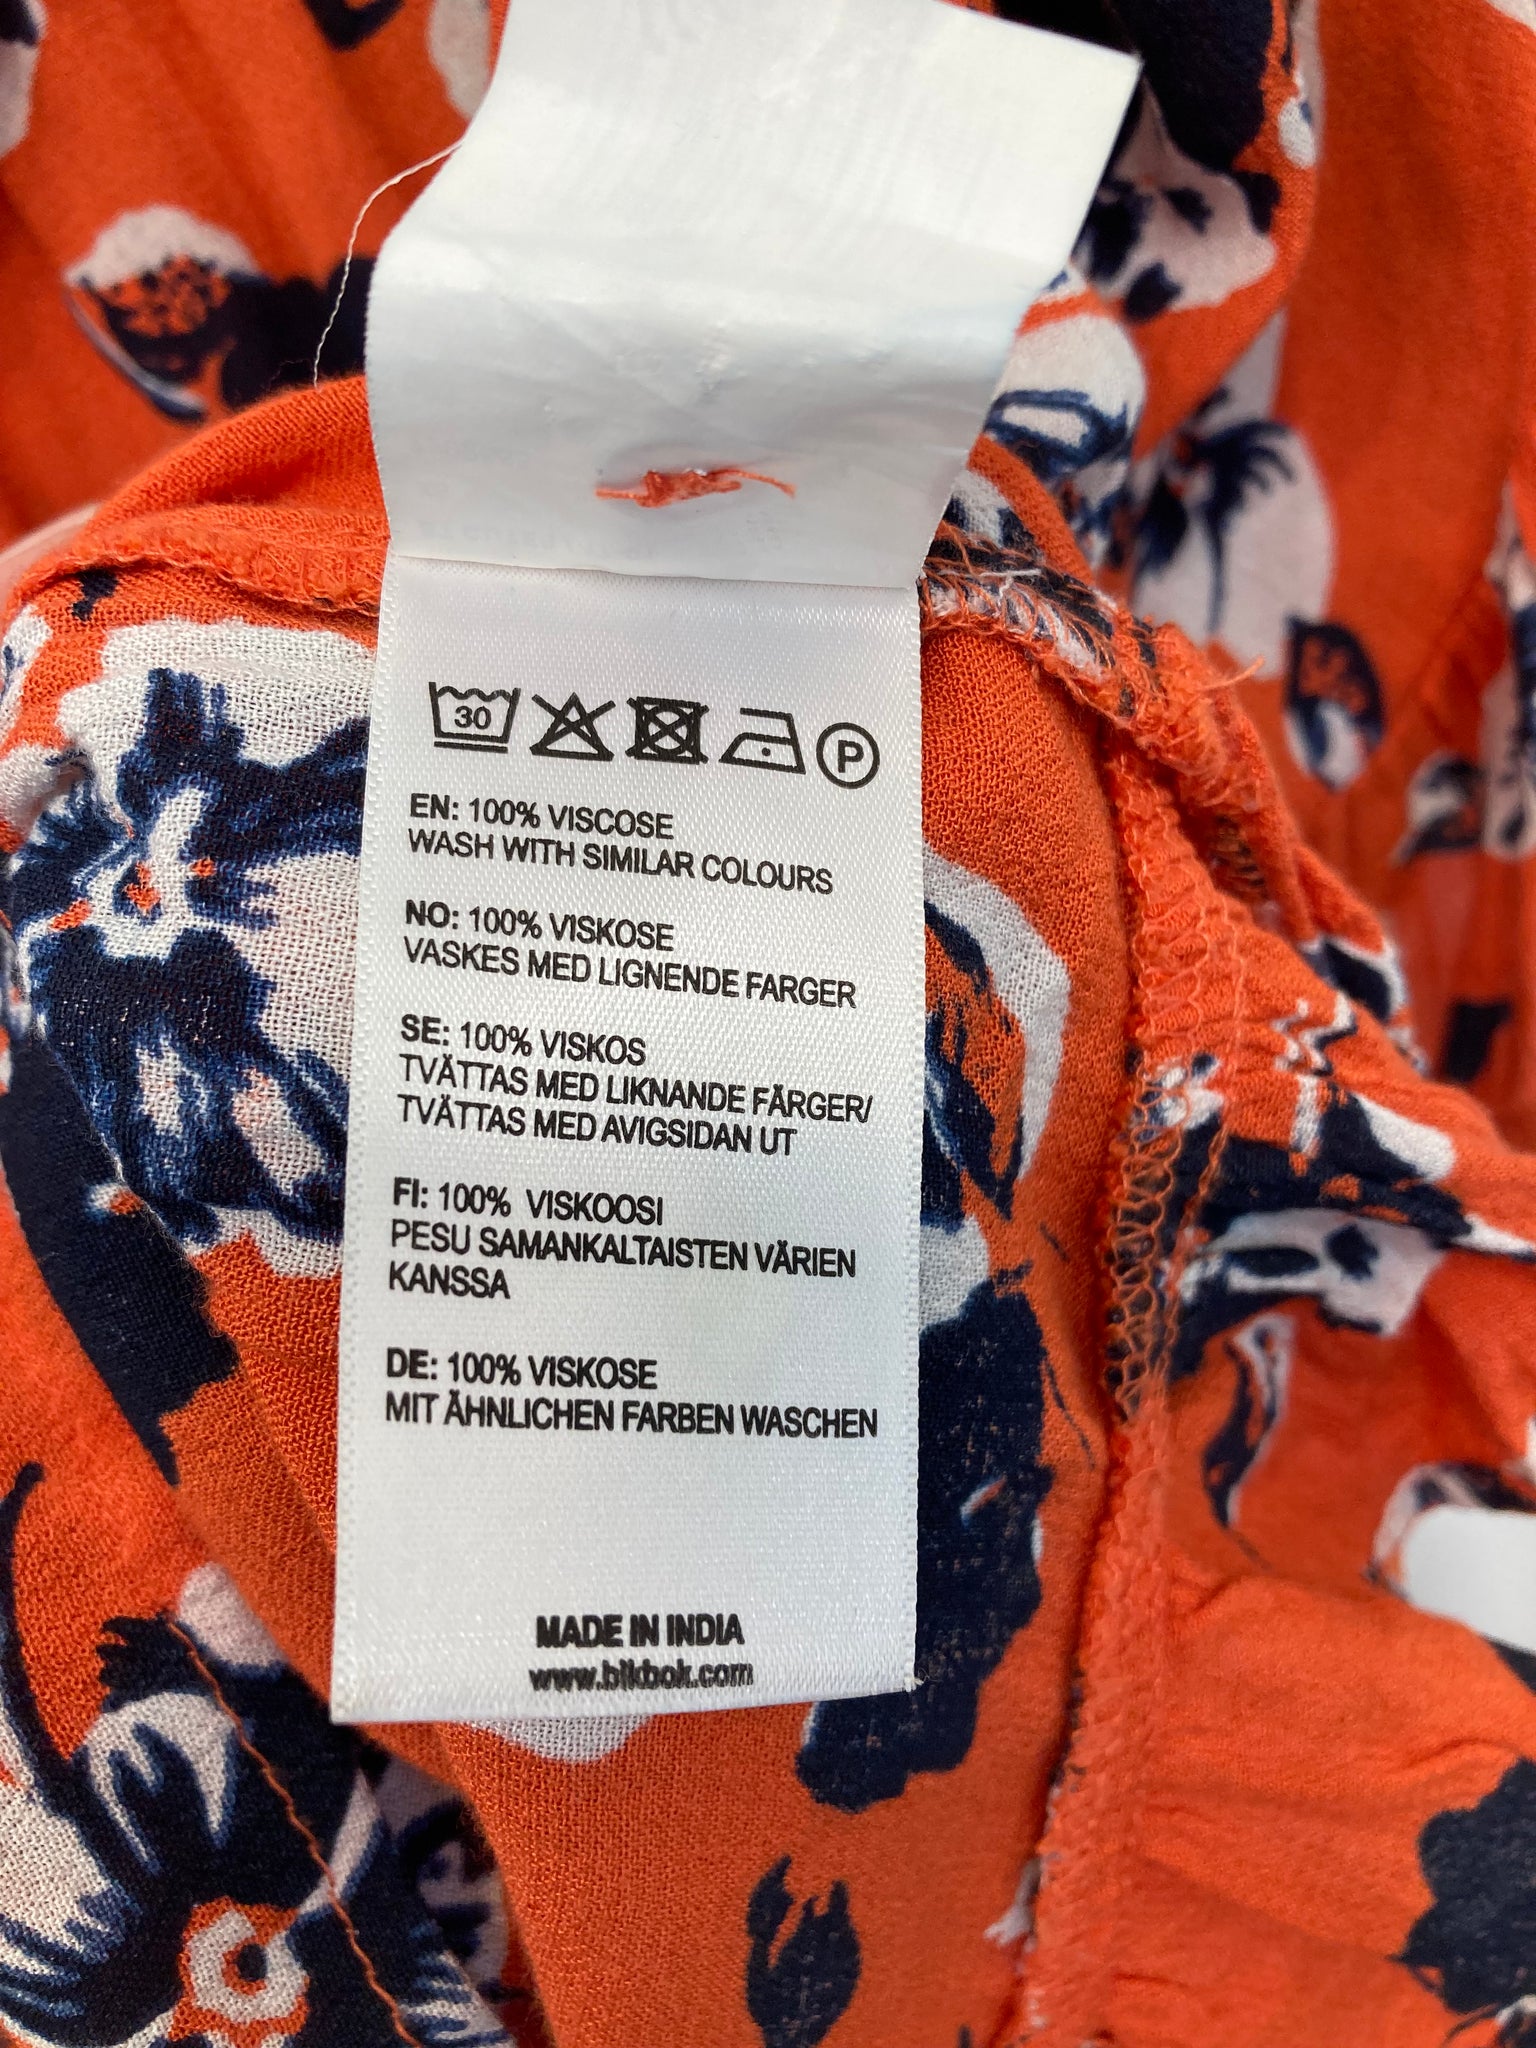 30
P
EN: 100% VISCOSE
WASH WITH SIMILAR COLOURS
NO: 100% VISKOSE
VASKES MED LIGNENDE FARGER
SE: 100% VISKOS
TVÄTTAS MED LIKNANDE FÄRGER/
TVÄTTAS MED AVIGSIDAN UT
FI: 100% VISKOOSI
PESU SAMANKALTAISTEN VÄRIEN
KANSSA
DE: 100% VISKOSE
MIT ÄHNLICHEN FARBEN WASCHEN
MADE IN INDIA
www.bikbok.com